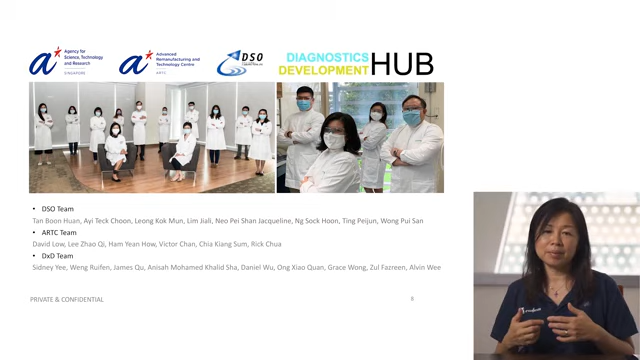 Agency for
Science, Technology
and Research
SINGAPORE
Advanced
Remanufacturing and
Technology Centre
ARTC
DSO
DIAGNOSTICS
DEVELOPMENT HUB
• DSO Team
Tan Boon Huan, Ayi Teck Choon, Leong Kok Mun, Lim Jiali, Neo Pei Shan Jacqueline, Ng Sock Hoon, Ting Peijun, Wong Pui San
• ARTC Team
David Low, Lee Zhao Qi, Ham Yean How, Victor Chan, Chia Kiang Sum, Rick Chua
• DxD Team
Sidney Yee, Weng Ruifen, James Qu, Anisah Mohamed Khalid Sha, Daniel Wu, Ong Xiao Quan, Grace Wong, Zul Fazreen, Alvin Wee
PRIVATE & CONFIDENTIAL
8